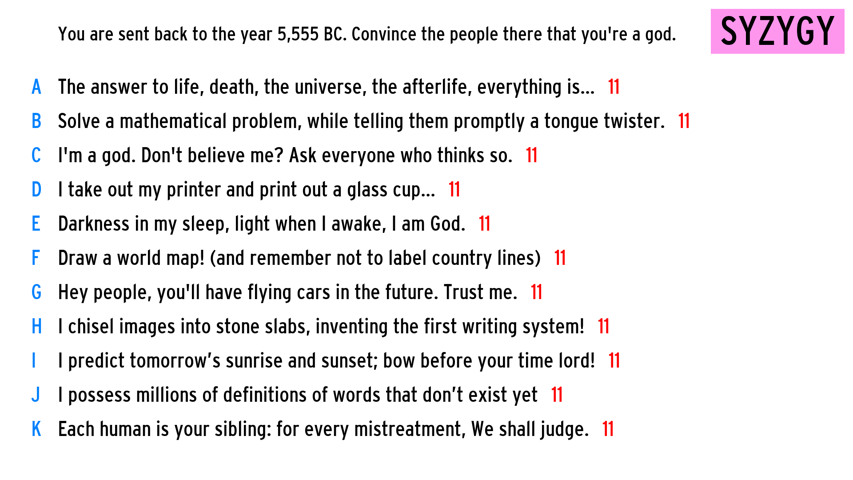 You are sent back to the year 5,555 BC. Convince the people there that you're a god.
SYZYGY
A The answer to life, death, the universe, the afterlife, everything is... 11
B Solve a mathematical problem, while telling them promptly a tongue twister. 11
C I'm a god. Don't believe me? Ask everyone who thinks so. 11
D I take out my printer and print out a glass cup... 11
E Darkness in my sleep, light when I awake, I am God. 11
F Draw a world map! (and remember not to label country lines) 11
G Hey people, you'll have flying cars in the future. Trust me. 11
H I chisel images into stone slabs, inventing the first writing system! 11
I I predict tomorrow’s sunrise and sunset; bow before your time lord! 11
J I possess millions of definitions of words that don’t exist yet 11
K Each human is your sibling: for every mistreatment, We shall judge. 11